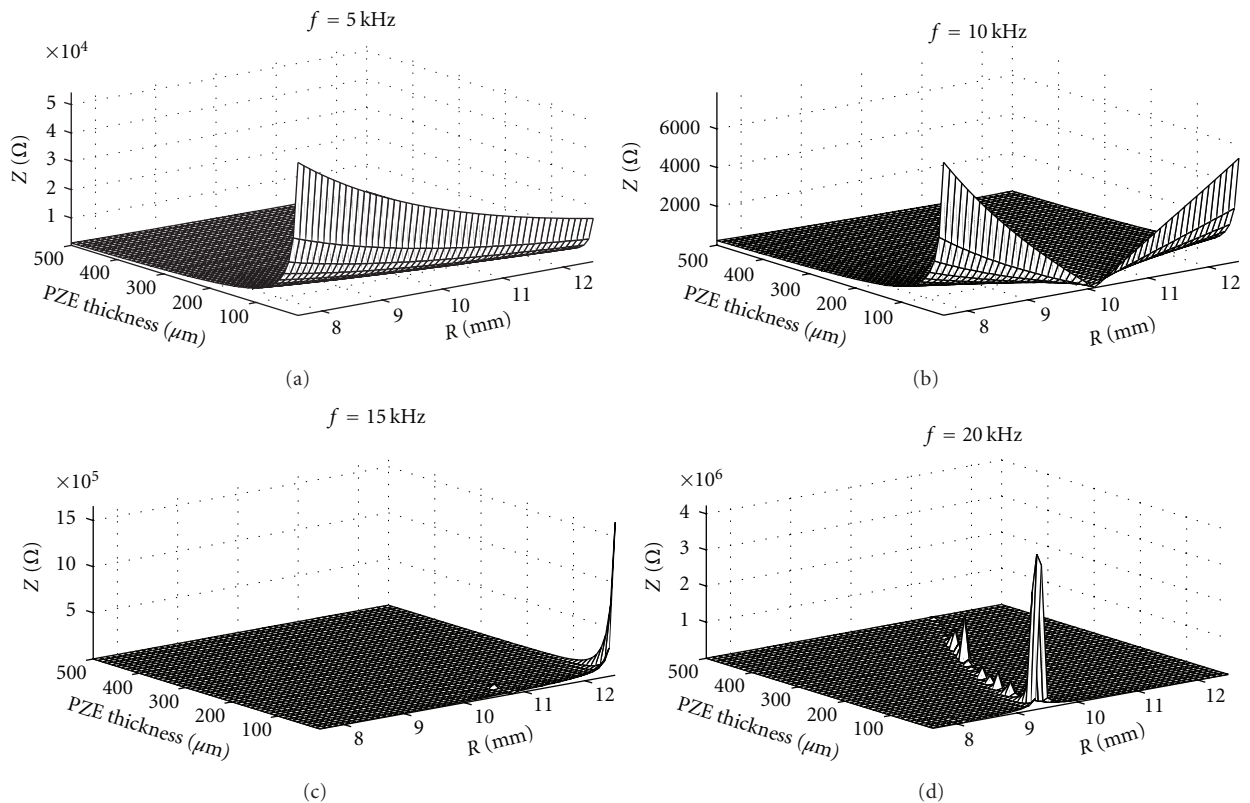 f = 5 kHz
×10⁴
5
4
3
2
1
Z (Ω)
500
400
300
200
100
PZE thickness (μm)
8
9
10
11
12
R (mm)
(a)
f = 10 kHz
6000
4000
2000
Z (Ω)
500
400
300
200
100
PZE thickness (μm)
8
9
10
11
12
R (mm)
(b)
f = 15 kHz
×10⁵
15
10
5
Z (Ω)
500
400
300
200
100
PZE thickness (μm)
8
9
10
11
12
R (mm)
(c)
f = 20 kHz
×10⁶
4
3
2
1
Z (Ω)
500
400
300
200
100
PZE thickness (μm)
8
9
10
11
12
R (mm)
(d)